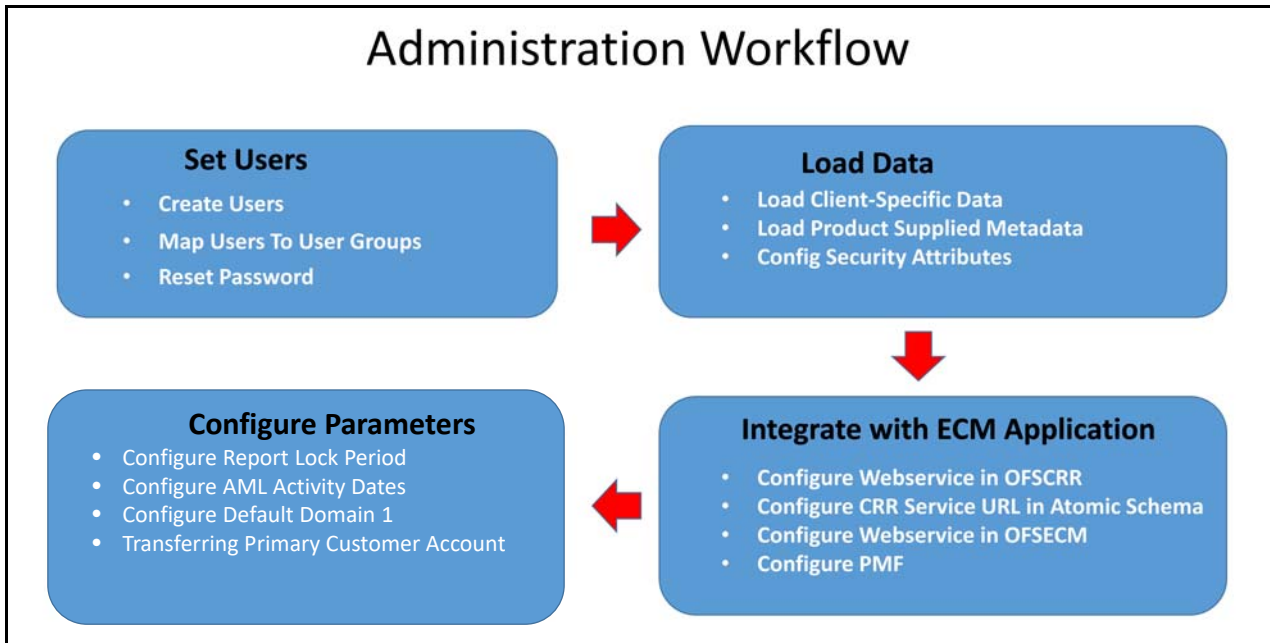 Administration Workflow
Set Users
• Create Users
• Map Users To User Groups
• Reset Password
Load Data
• Load Client-Specific Data
• Load Product Supplied Metadata
• Config Security Attributes
Integrate with ECM Application
• Configure Webservice in OFSCRR
• Configure CRR Service URL in Atomic Schema
• Configure Webservice in OFSECM
• Configure PMF
Configure Parameters
• Configure Report Lock Period
• Configure AML Activity Dates
• Configure Default Domain 1
• Transferring Primary Customer Account